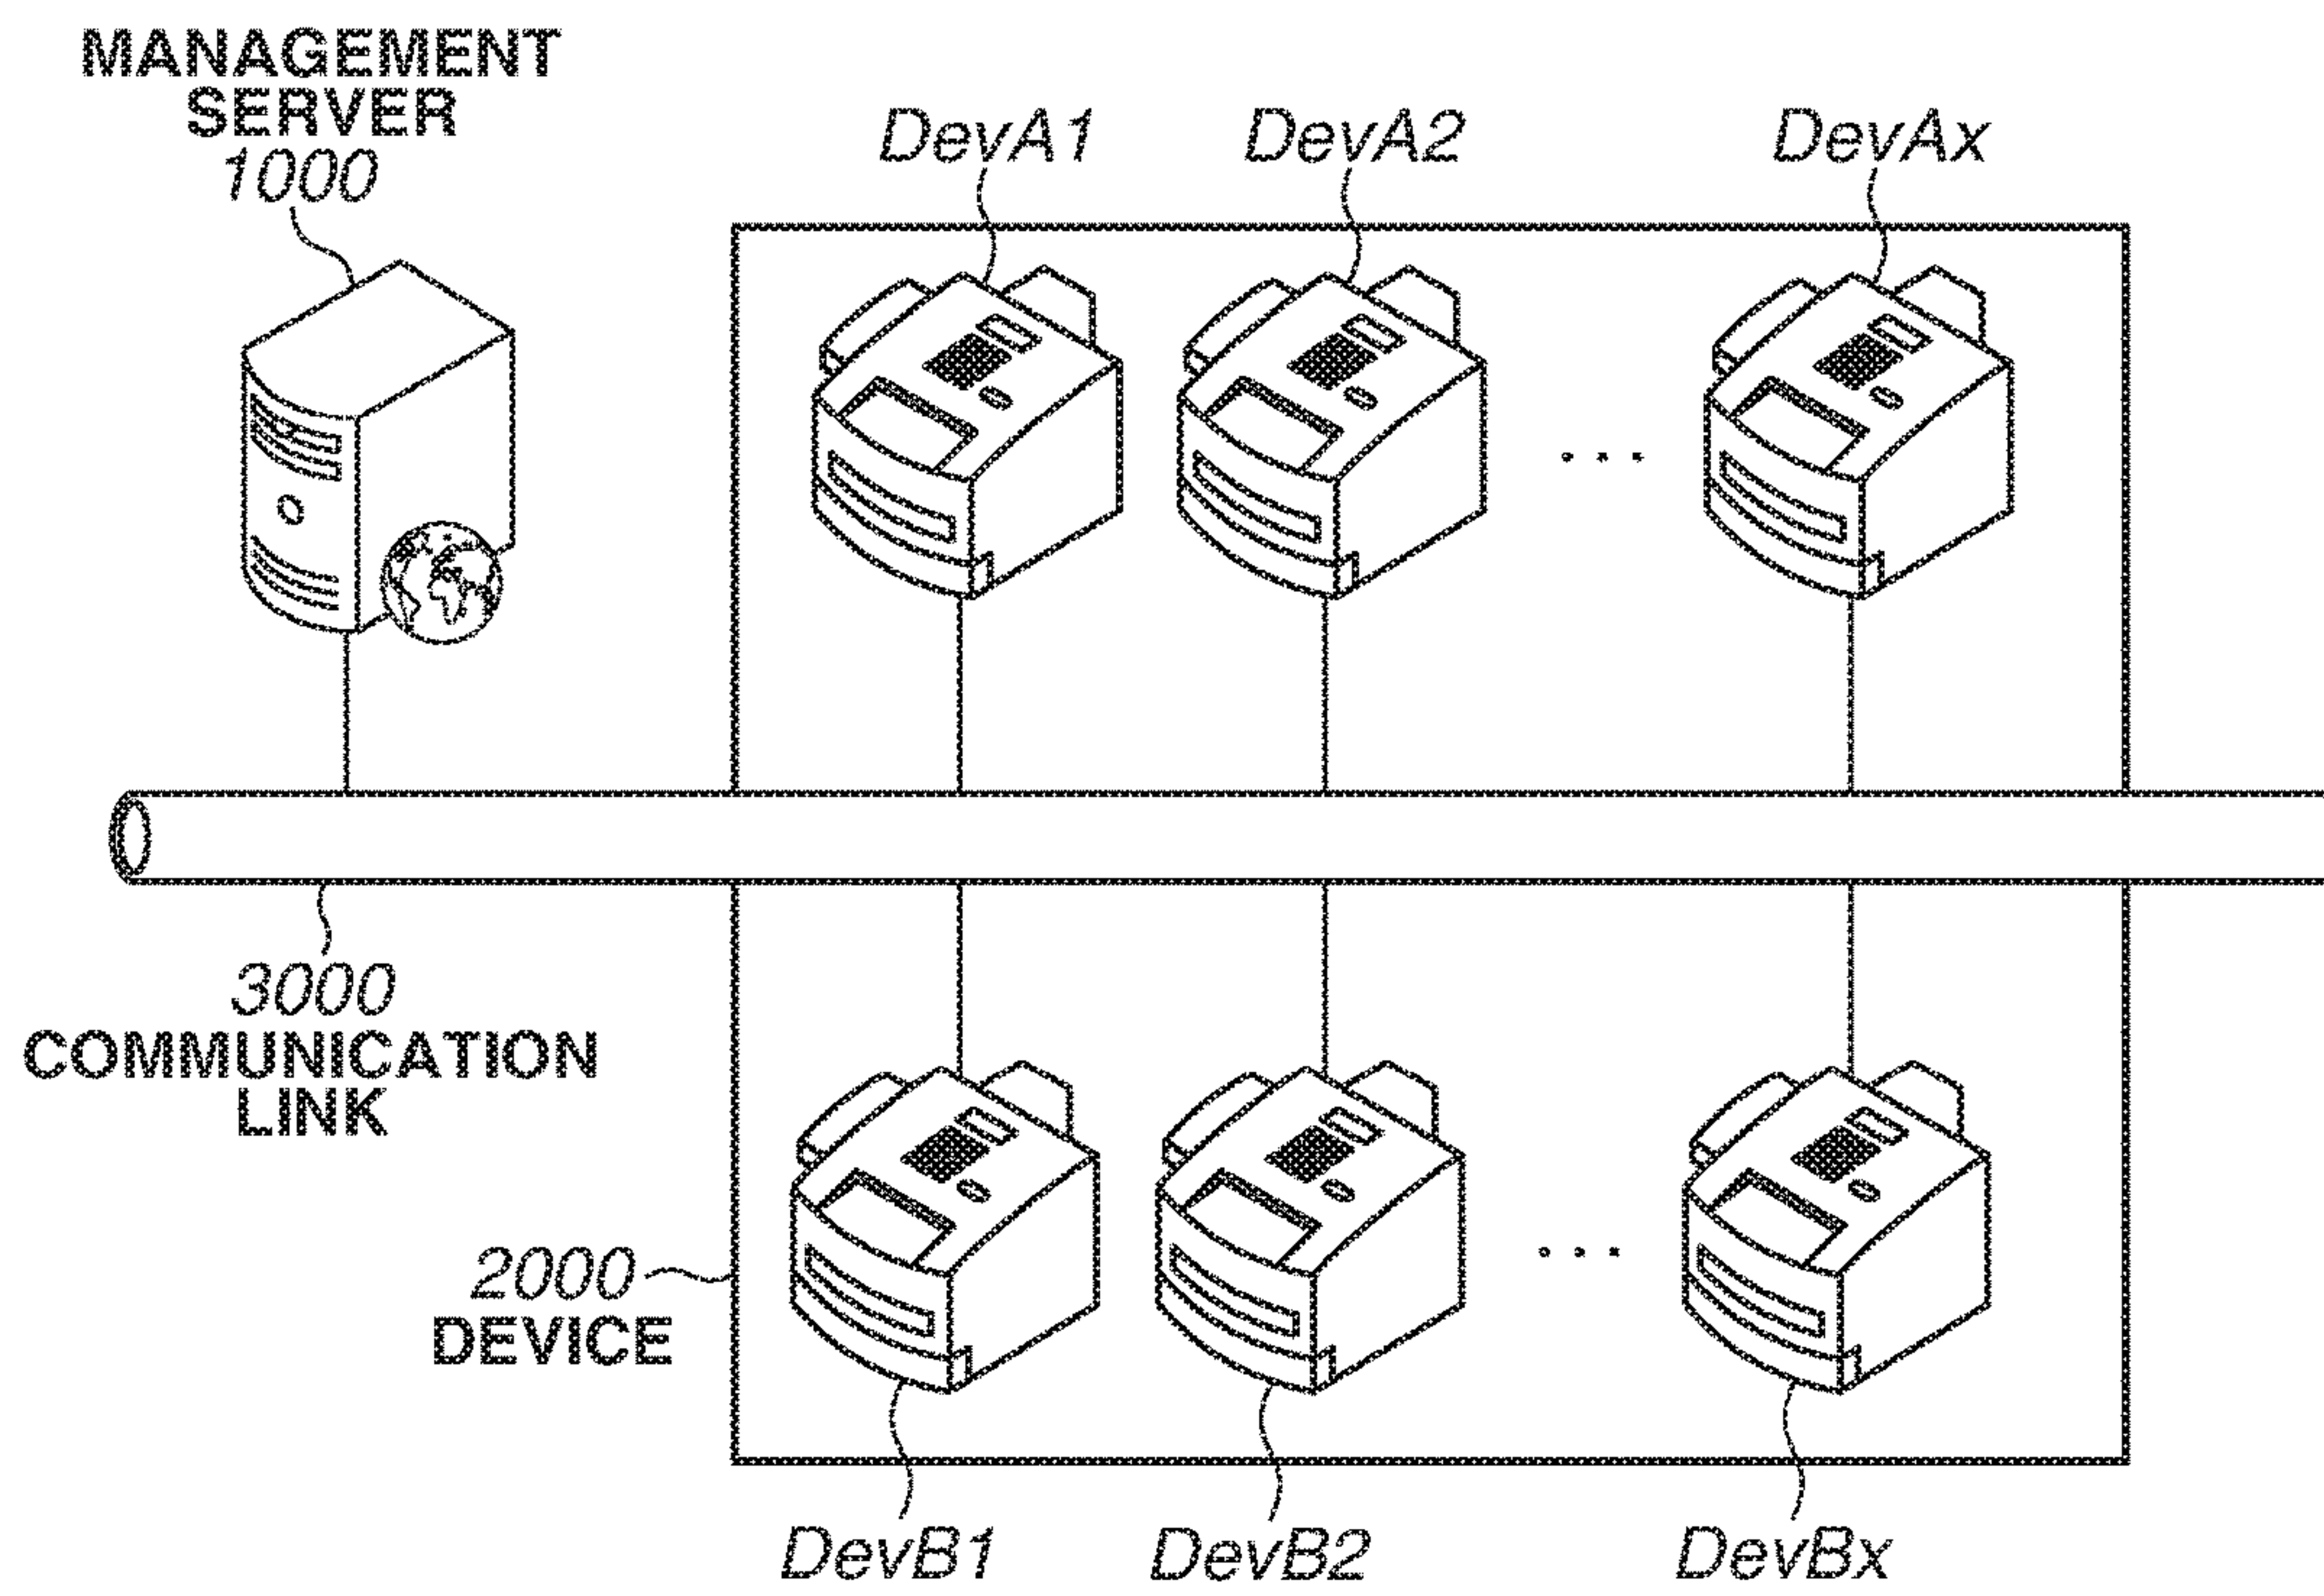 MANAGEMENT
SERVER
1000
DevA1
DevA2
DevAx
3000
COMMUNICATION
LINK
2000
DEVICE
DevB1
DevB2
DevBx